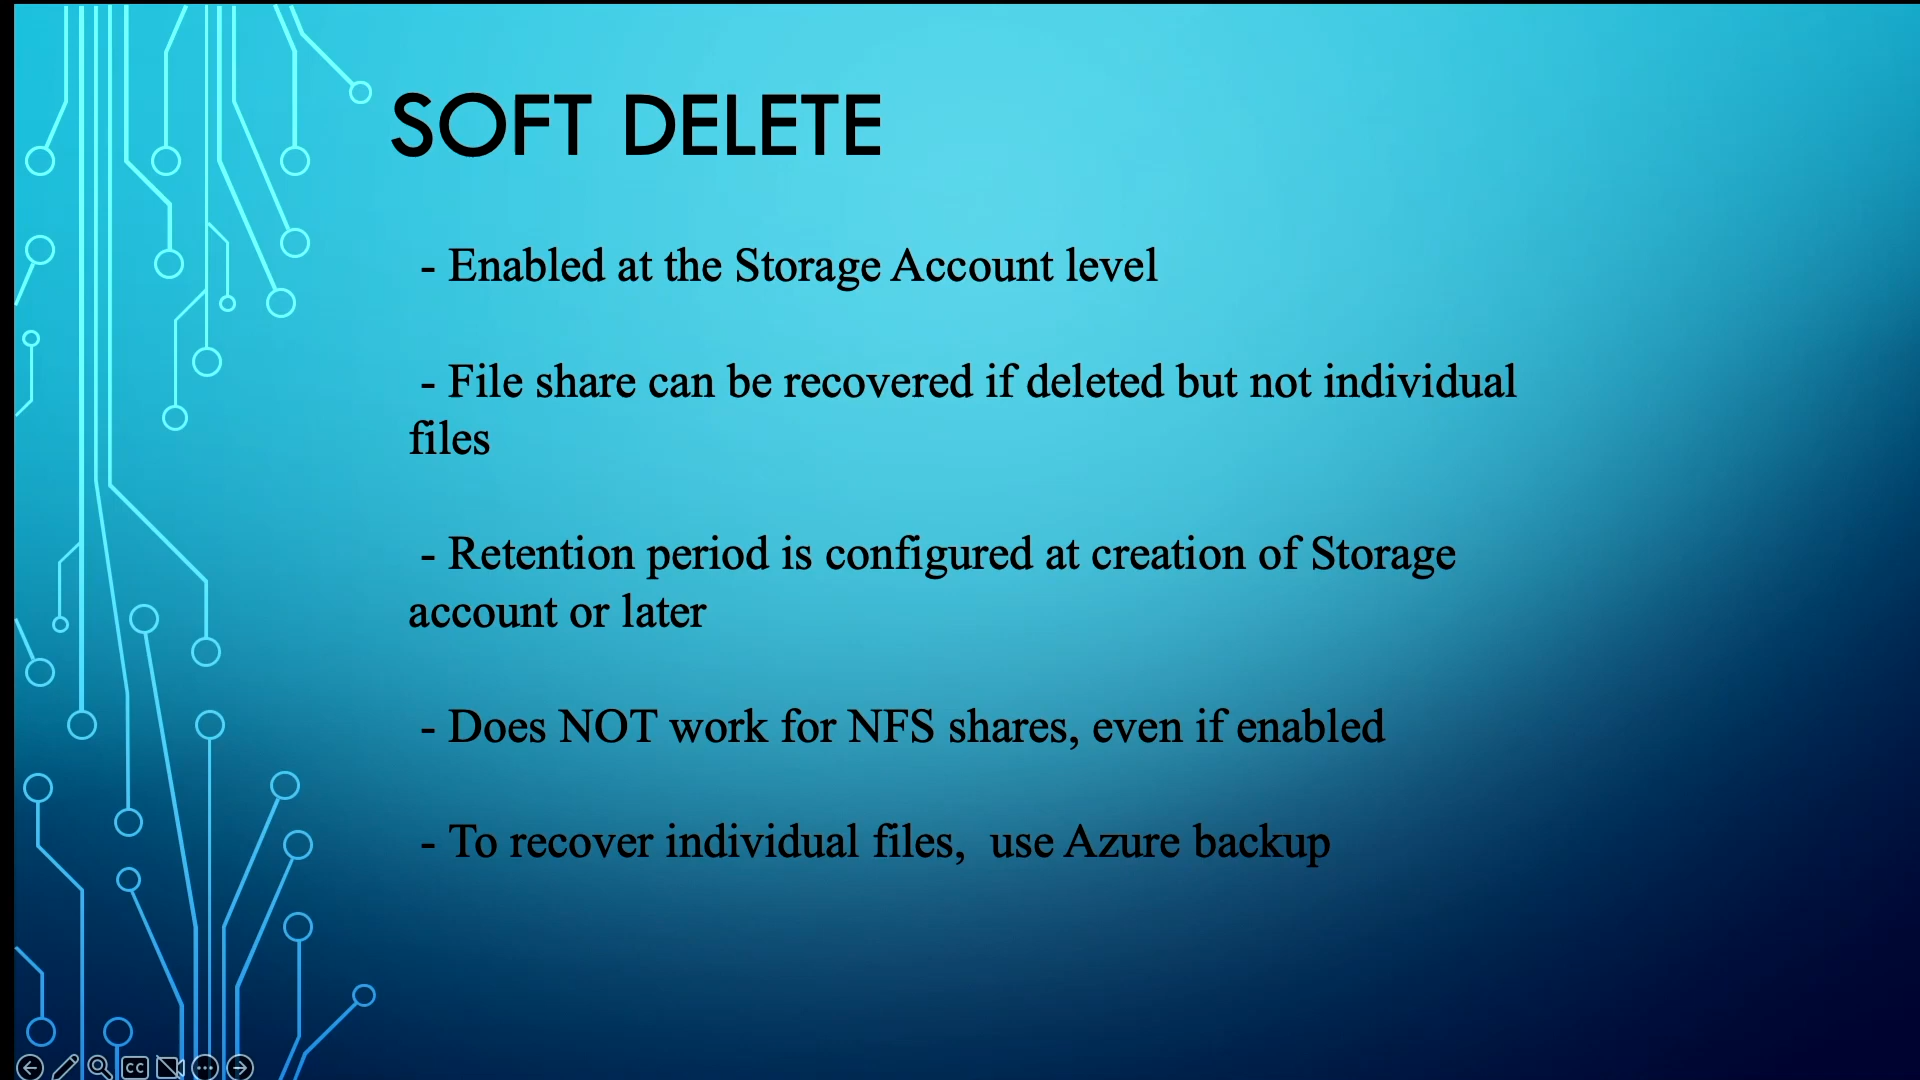 SOFT DELETE
- Enabled at the Storage Account level
- File share can be recovered if deleted but not individual
files
- Retention period is configured at creation of Storage
account or later
- Does NOT work for NFS shares, even if enabled
- To recover individual files,  use Azure backup
CC